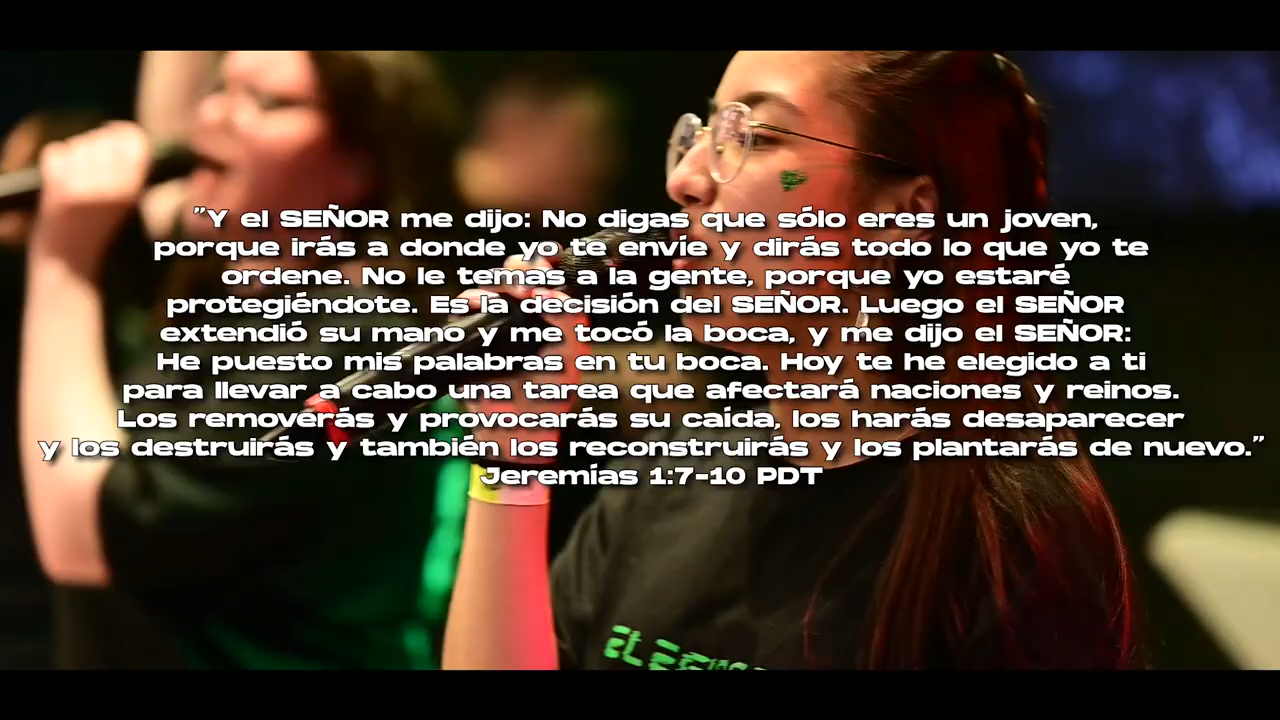 "Y el SEÑOR me dijo: No digas que sólo eres un joven,
porque irás a donde yo te envíe y dirás todo lo que yo te
ordene. No le temas a la gente, porque yo estaré
protegiéndote. Es la decisión del SEÑOR. Luego el SEÑOR
extendió su mano y me tocó la boca, y me dijo el SEÑOR:
He puesto mis palabras en tu boca. Hoy te he elegido a ti
para llevar a cabo una tarea que afectará naciones y reinos.
Los removerás y provocarás su caída, los harás desaparecer
y los destruirás y también los reconstruirás y los plantarás de nuevo."
Jeremías 1:7-10 PDT